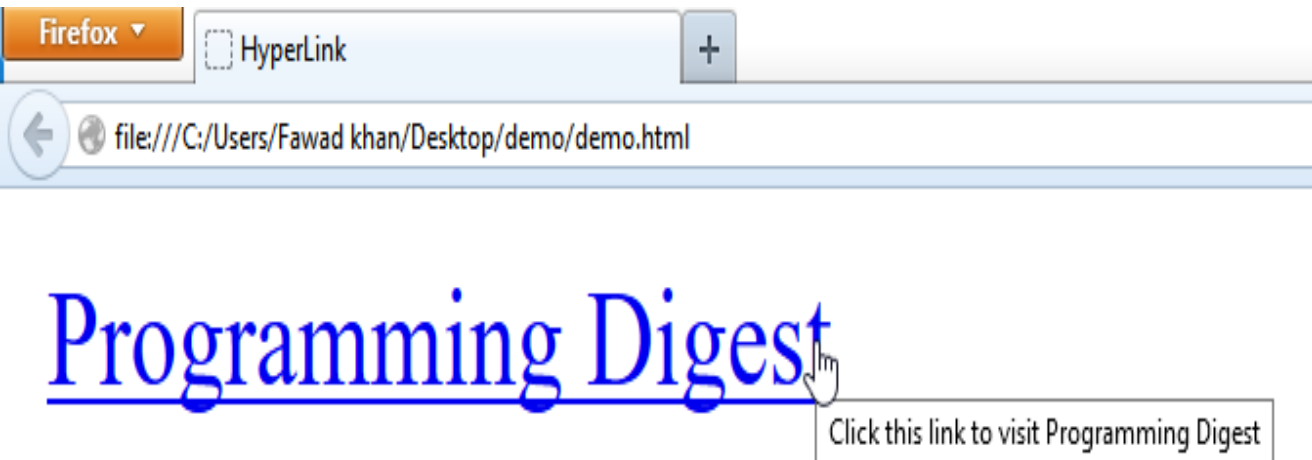 Firefox
HyperLink
+
file:///C:/Users/Fawad khan/Desktop/demo/demo.html
Programming Digest
Click this link to visit Programming Digest